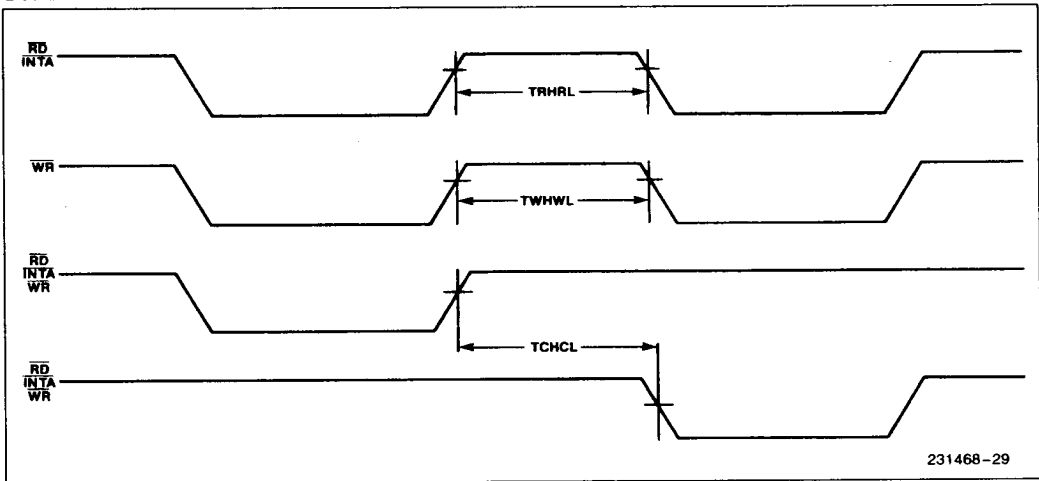 RD
INTA
TRHRL
WR
TWHWL
RD
INTA
WR
TCHCL
RD
INTA
WR
231468-29